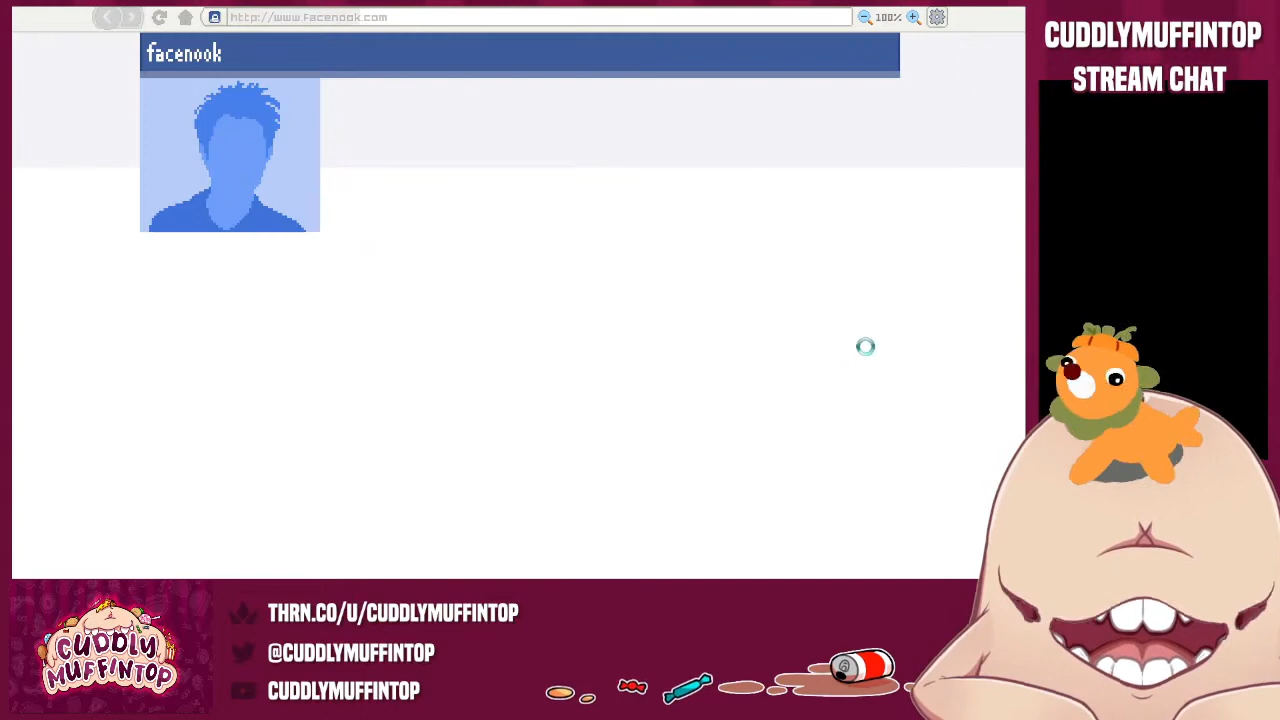 http://www.Facenook.com
100%
facenook
CUDDLYMUFFINTOP
STREAM CHAT
THRN.CO/U/CUDDLYMUFFINTOP
@CUDDLYMUFFINTOP
CUDDLYMUFFINTOP
CUDDLY
MUFFINTOP